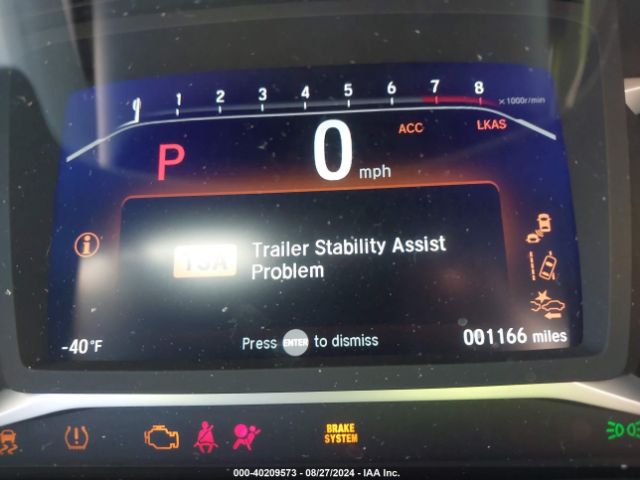 0 1 2 3 4 5 6 7 8 ×1000r/min
ACC LKAS
P 0 mph
i
TSA Trailer Stability Assist
Problem
-40°F Press ENTER to dismiss 001166 miles
BRAKE
SYSTEM
000-40209573 - 08/27/2024 - IAA Inc.